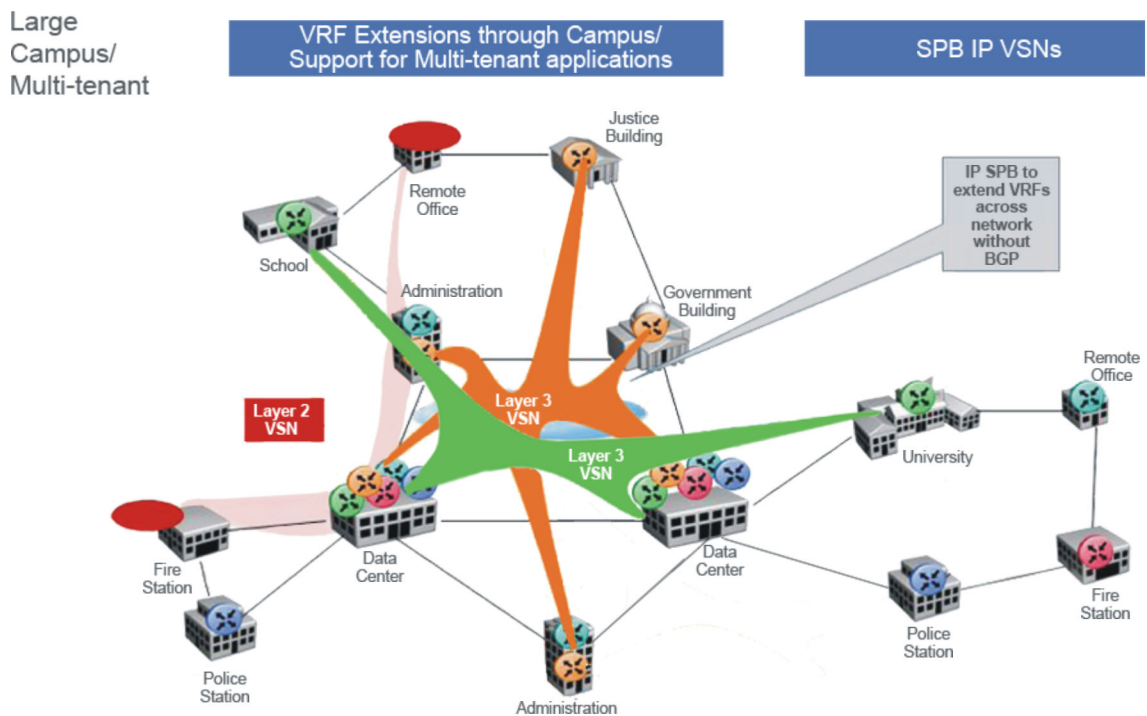 Large
Campus/
Multi-tenant
VRF Extensions through Campus/
Support for Multi-tenant applications
SPB IP VSNs
Justice
Building
Remote
Office
IP SPB to
extend VRFs
across
network
without
BGP
School
Administration
Government
Building
Remote
Office
Layer 2
VSN
Layer 3
VSN
Layer 3
VSN
University
Fire
Station
Data
Center
Data
Center
Fire
Station
Police
Station
Police
Station
Administration